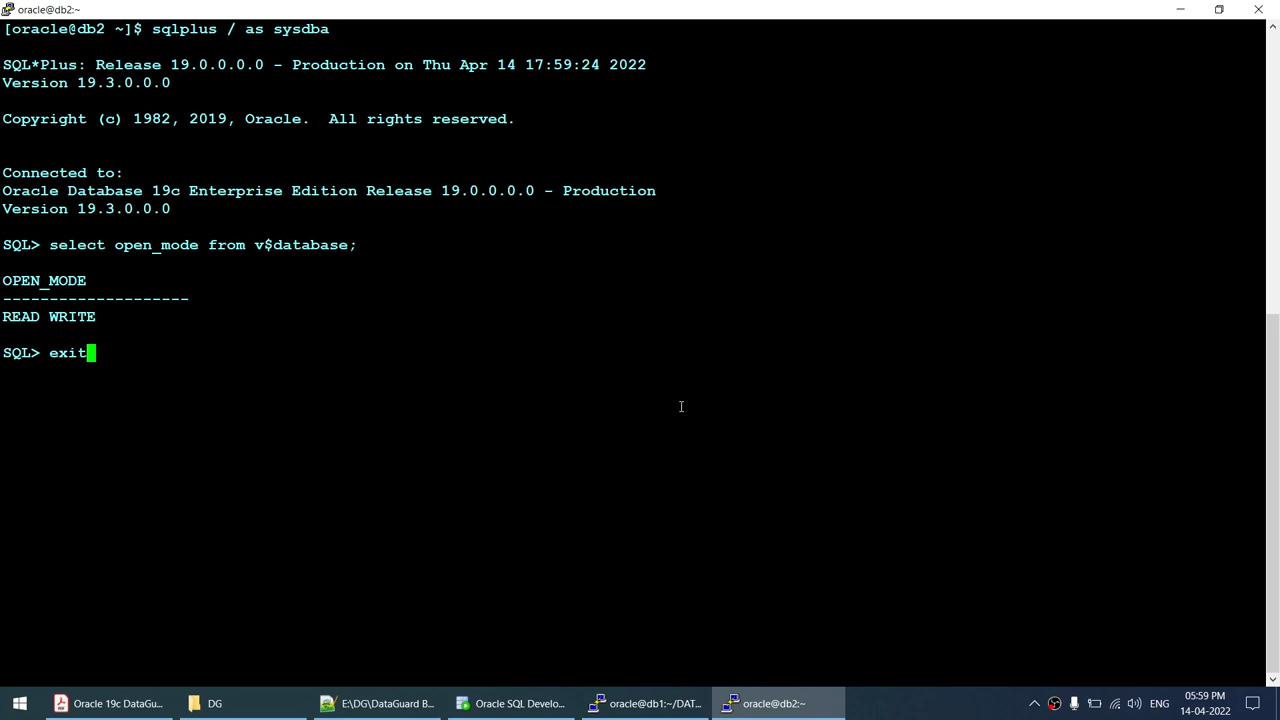 oracle@db2:~
[oracle@db2 ~]$ sqlplus / as sysdba
SQL*Plus: Release 19.0.0.0.0 - Production on Thu Apr 14 17:59:24 2022
Version 19.3.0.0.0
Copyright (c) 1982, 2019, Oracle.  All rights reserved.
Connected to:
Oracle Database 19c Enterprise Edition Release 19.0.0.0.0 - Production
Version 19.3.0.0.0
SQL> select open_mode from v$database;
OPEN_MODE
--------------------
READ WRITE
SQL> exit
Oracle 19c DataGu... DG E:\DG\DataGuard B... Oracle SQL Develo... oracle@db1:~/DAT... oracle@db2:~ ENG 05:59 PM
14-04-2022